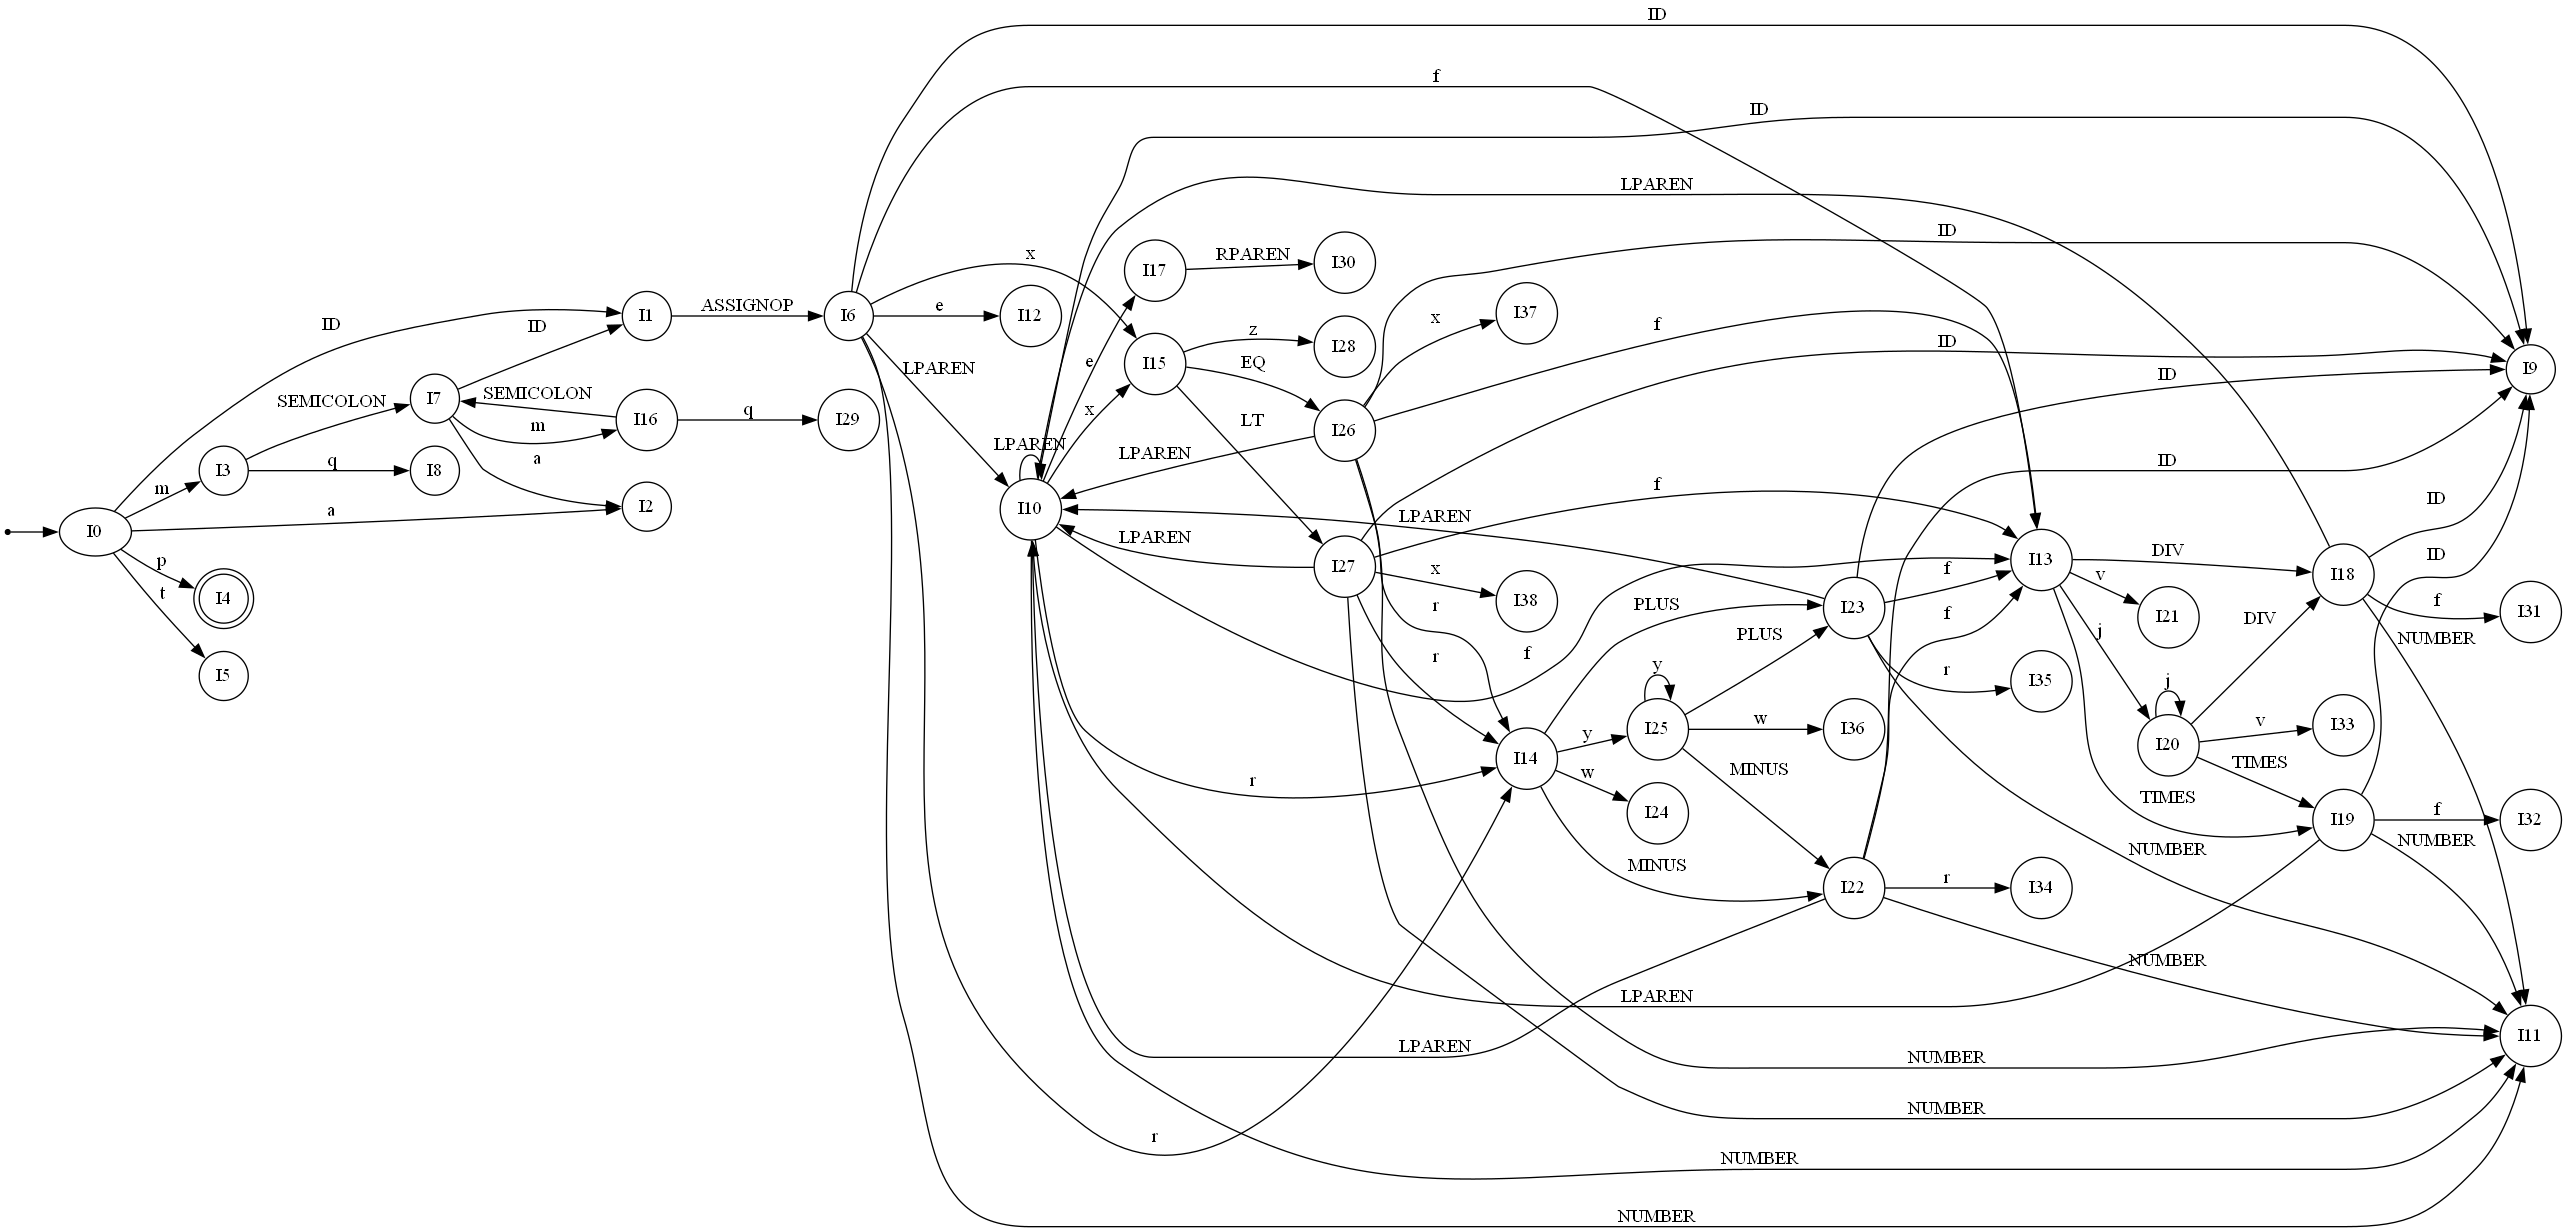 ID
f
ID
LPAREN
ID
x
I17
RPAREN
I30
I1
ASSIGNOP
I6
e
I12
I37
x
f
ID
z
I28
EQ
I15
e
I9
ID
ID
LPAREN
ID
SEMICOLON
I7
SEMICOLON
I16
q
I29
m
x
LT
I26
LPAREN
I3
q
I8
a
LPAREN
f
ID
ID
m
a
I2
I10
LPAREN
I0
LPAREN
I27
x
I38
f
I13
DIV
I18
p
I4
t
I5
r
PLUS
I23
f
v
I21
f
I31
r
f
PLUS
f
j
DIV
NUMBER
ID
y
r
I35
j
I25
w
I36
I14
y
I20
v
I33
r
w
I24
MINUS
TIMES
TIMES
I19
f
I32
MINUS
I22
r
I34
NUMBER
NUMBER
NUMBER
LPAREN
LPAREN
I11
NUMBER
NUMBER
r
NUMBER
NUMBER